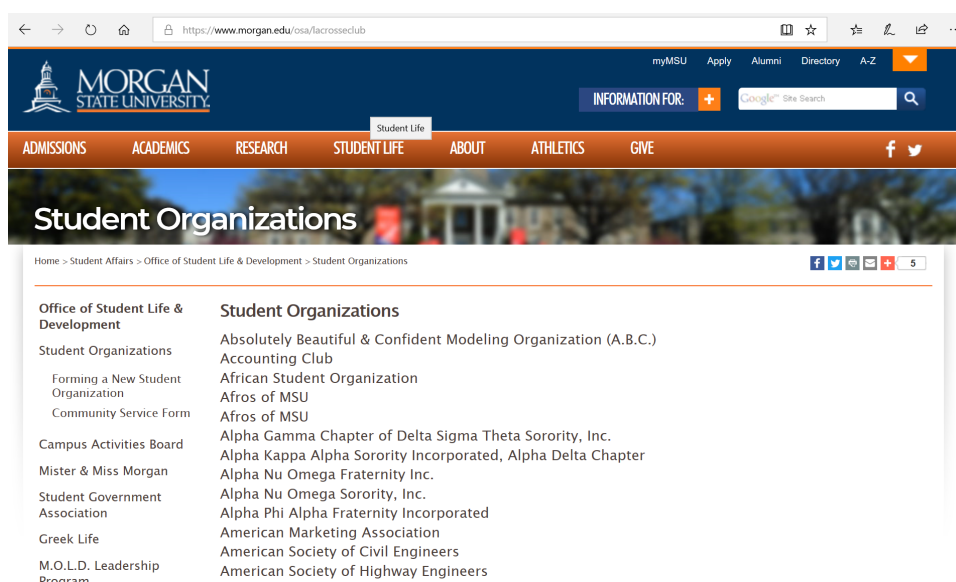 https://www.morgan.edu/osa/lacrosseclub
myMSU Apply Alumni Directory A-Z
MORGAN
STATE UNIVERSITY
INFORMATION FOR: +
Google™ Site Search
Student Life
ADMISSIONS ACADEMICS RESEARCH STUDENT LIFE ABOUT ATHLETICS GIVE
Student Organizations
Home > Student Affairs > Office of Student Life & Development > Student Organizations
5
Office of Student Life &
Development
Student Organizations
Forming a New Student
Organization
Community Service Form
Campus Activities Board
Mister & Miss Morgan
Student Government
Association
Greek Life
M.O.L.D. Leadership
Program
Student Organizations
Absolutely Beautiful & Confident Modeling Organization (A.B.C.)
Accounting Club
African Student Organization
Afros of MSU
Afros of MSU
Alpha Gamma Chapter of Delta Sigma Theta Sorority, Inc.
Alpha Kappa Alpha Sorority Incorporated, Alpha Delta Chapter
Alpha Nu Omega Fraternity Inc.
Alpha Nu Omega Sorority, Inc.
Alpha Phi Alpha Fraternity Incorporated
American Marketing Association
American Society of Civil Engineers
American Society of Highway Engineers